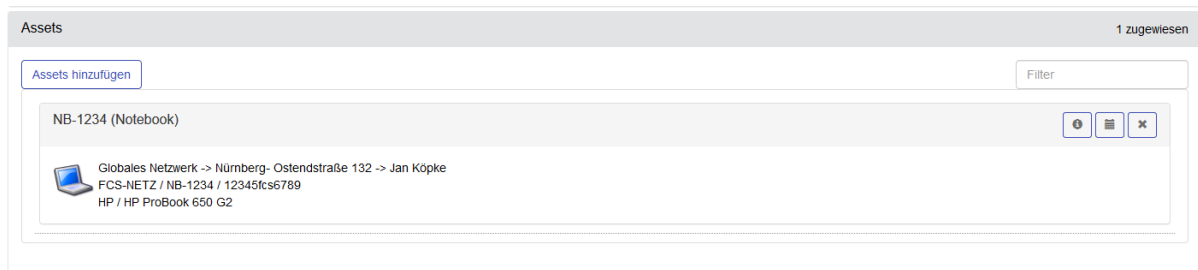 Assets
1 zugewiesen
Assets hinzufügen
Filter
NB-1234 (Notebook)
Globales Netzwerk -> Nürnberg- Ostendstraße 132 -> Jan Köpke
FCS-NETZ / NB-1234 / 12345fcs6789
HP / HP ProBook 650 G2